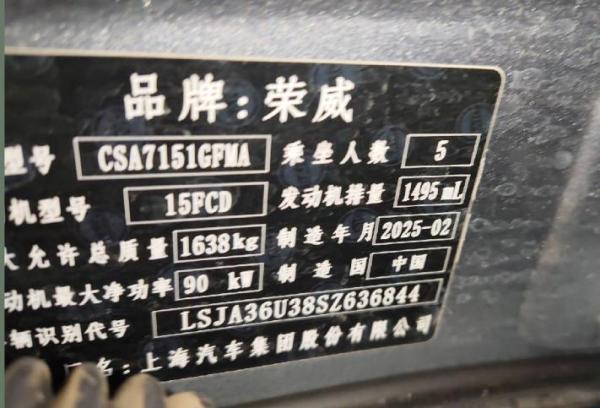 品牌：荣威
型号 CSA7151GFMA 乘坐人数 5
机型号 15FCD 发动机排量 1495 mL
大允许总质量 1638kg 制造年月 2025-02
动机最大净功率 90 kW 制造国 中国
辆识别代号 LSJA36U38SZ636844
名：上海汽车集团股份有限公司